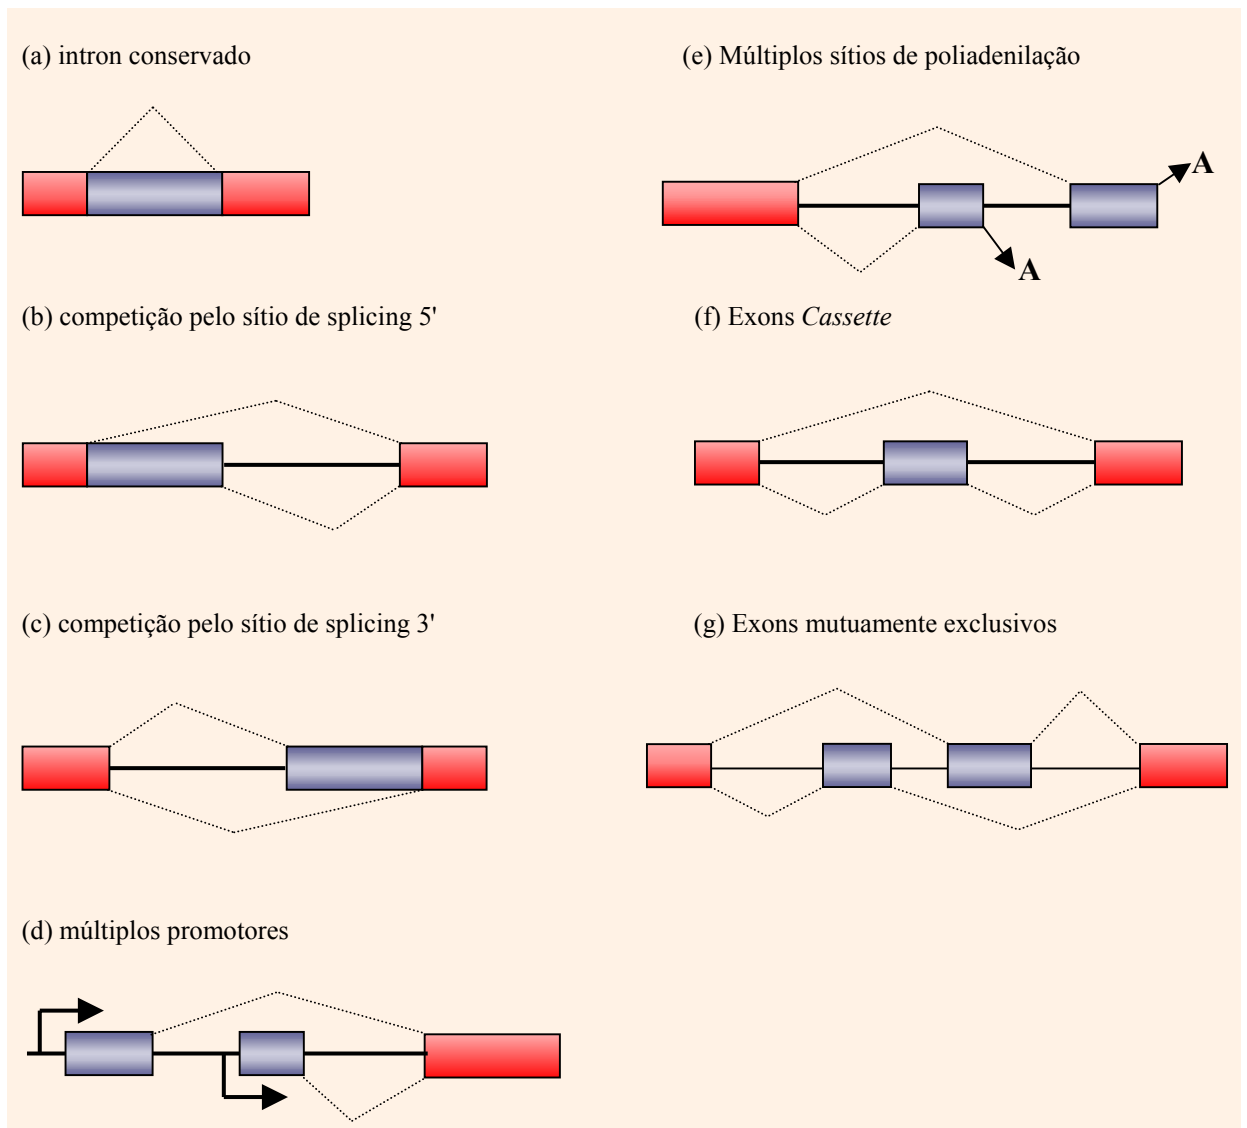 (a) intron conservado
(b) competição pelo sítio de splicing 5'
(c) competição pelo sítio de splicing 3'
(d) múltiplos promotores
(e) Múltiplos sítios de poliadenilação
A
A
(f) Exons Cassette
(g) Exons mutuamente exclusivos